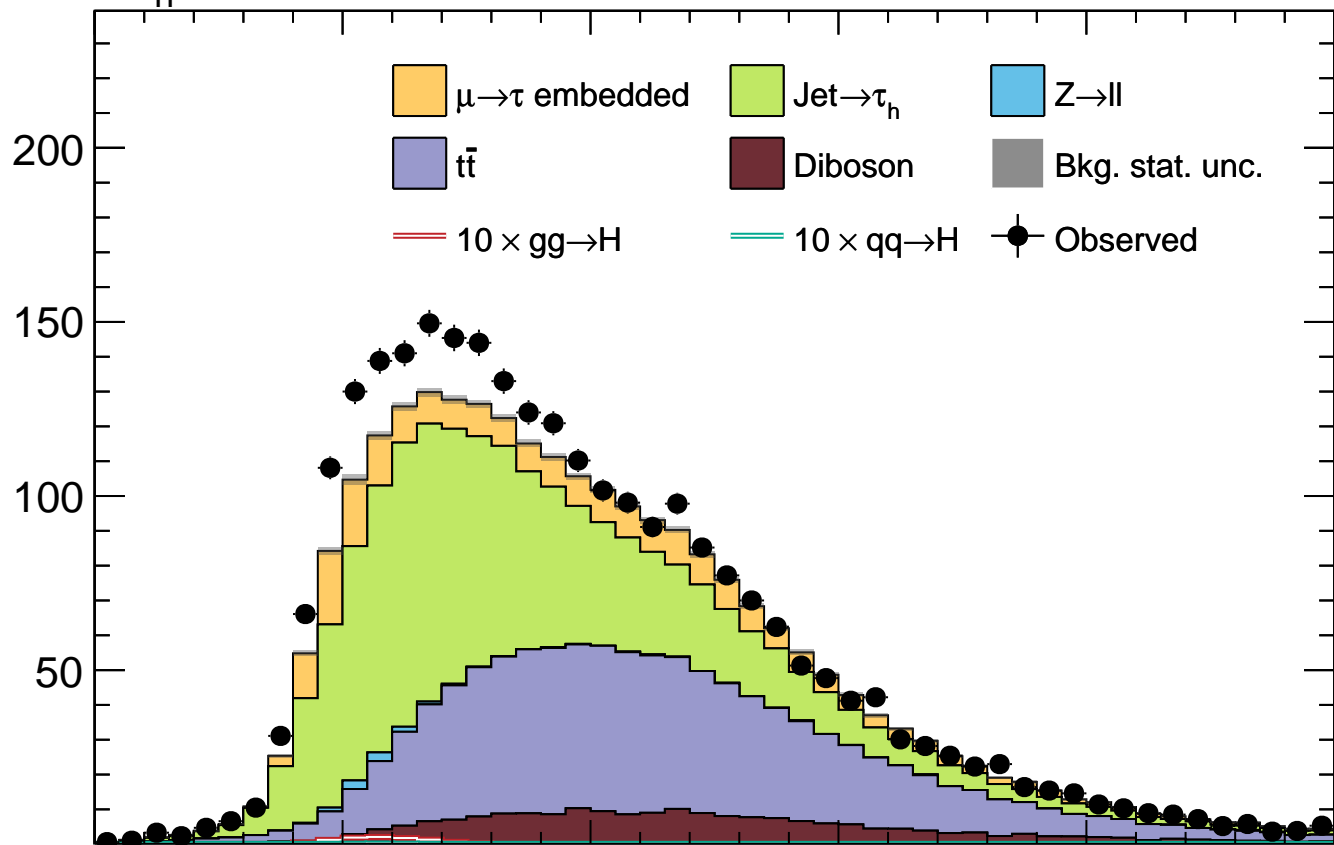 μ→τ embedded Jet→τₕ Z→ll
tt̄ Diboson Bkg. stat. unc.
10 × gg→H 10 × qq→H Observed
200
150
100
50